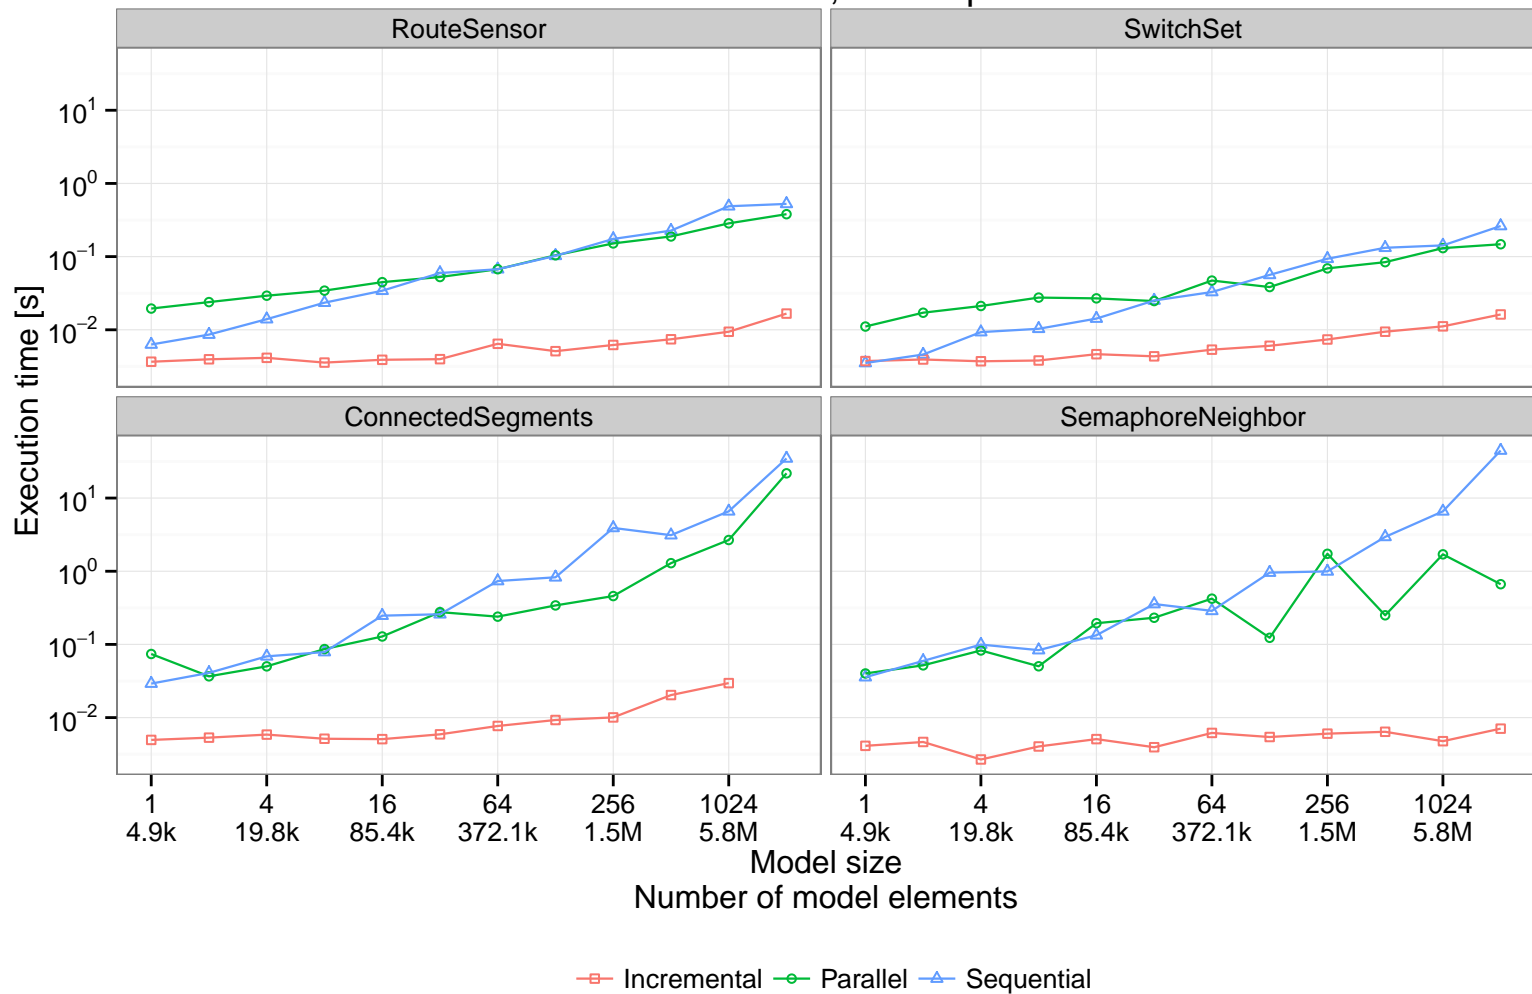 RouteSensor SwitchSet
10^1
10^0
10^−1
10^−2
ConnectedSegments SemaphoreNeighbor
10^1
10^0
10^−1
10^−2
Execution time [s]
1 4 16 64 256 1024 1 4 16 64 256 1024
4.9k 19.8k 85.4k 372.1k 1.5M 5.8M 4.9k 19.8k 85.4k 372.1k 1.5M 5.8M
Model size
Number of model elements
Incremental Parallel Sequential